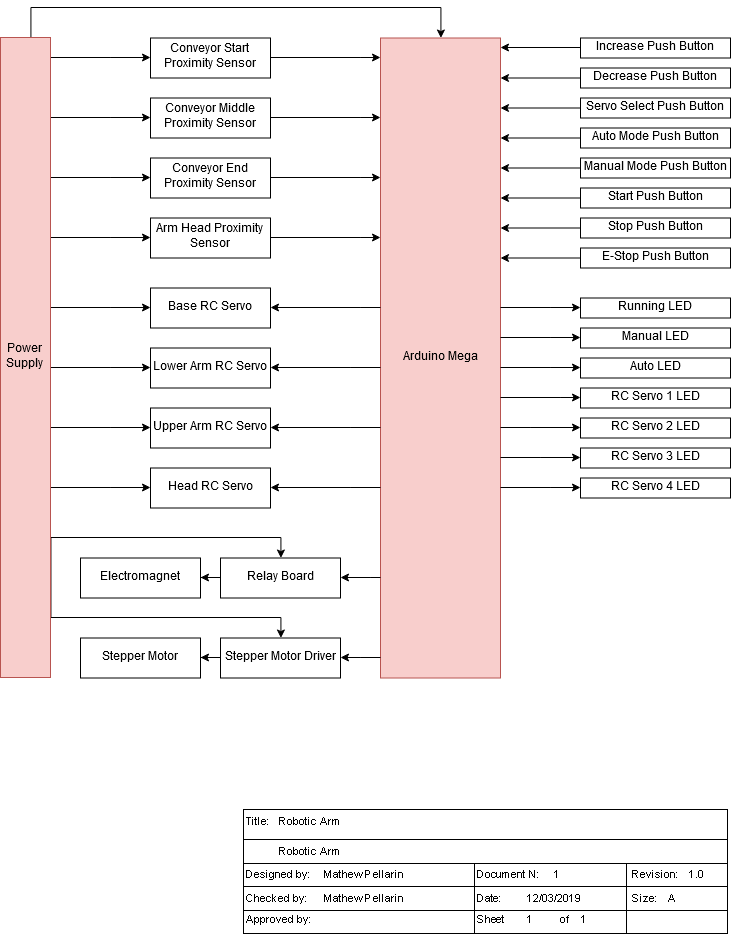 Conveyor Start
Proximity Sensor
Conveyor Middle
Proximity Sensor
Conveyor End
Proximity Sensor
Arm Head Proximity
Sensor
Base RC Servo
Power
Supply
Lower Arm RC Servo
Upper Arm RC Servo
Head RC Servo
Electromagnet
Relay Board
Stepper Motor
Stepper Motor Driver
Arduino Mega
Increase Push Button
Decrease Push Button
Servo Select Push Button
Auto Mode Push Button
Manual Mode Push Button
Start Push Button
Stop Push Button
E-Stop Push Button
Running LED
Manual LED
Auto LED
RC Servo 1 LED
RC Servo 2 LED
RC Servo 3 LED
RC Servo 4 LED
Title: Robotic Arm
Robotic Arm
Designed by: Mathew Pellarin Document N: 1 Revision: 1.0
Checked by: Mathew Pellarin Date: 12/03/2019 Size: A
Approved by: Sheet 1 of 1